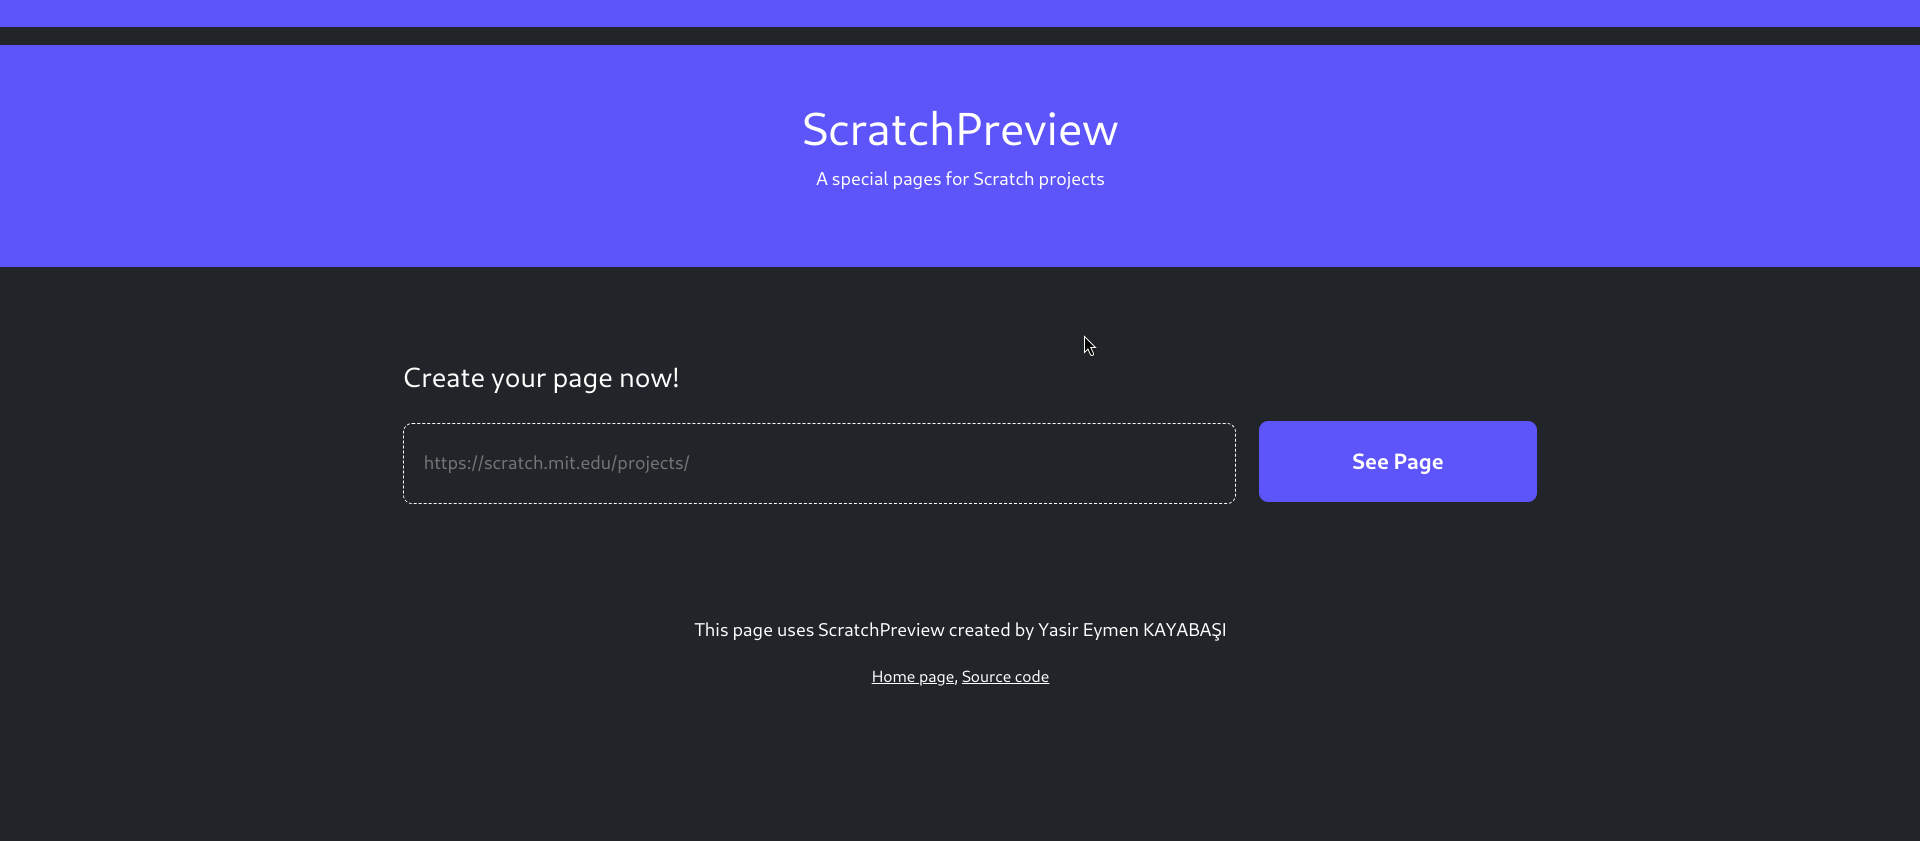 ScratchPreview
A special pages for Scratch projects
Create your page now!
https://scratch.mit.edu/projects/
See Page
This page uses ScratchPreview created by Yasir Eymen KAYABAŞI
Home page, Source code